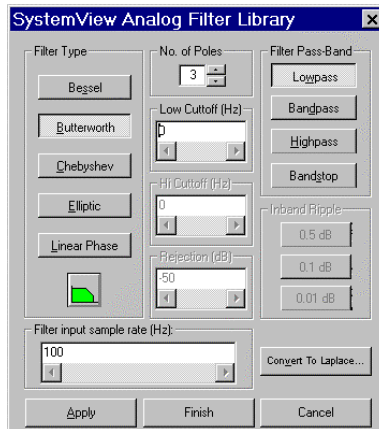 SystemView Analog Filter Library
Filter Type
Bessel
Butterworth
Chebyshev
Elliptic
Linear Phase
No. of Poles
3
Low Cuttoff (Hz)
0
Hi Cuttoff (Hz)
0
Rejection (dB)
-50
Filter Pass-Band
Lowpass
Bandpass
Highpass
Bandstop
Inband Ripple
0.5 dB
0.1 dB
0.01 dB
Filter input sample rate (Hz):
100
Convert To Laplace...
Apply
Finish
Cancel